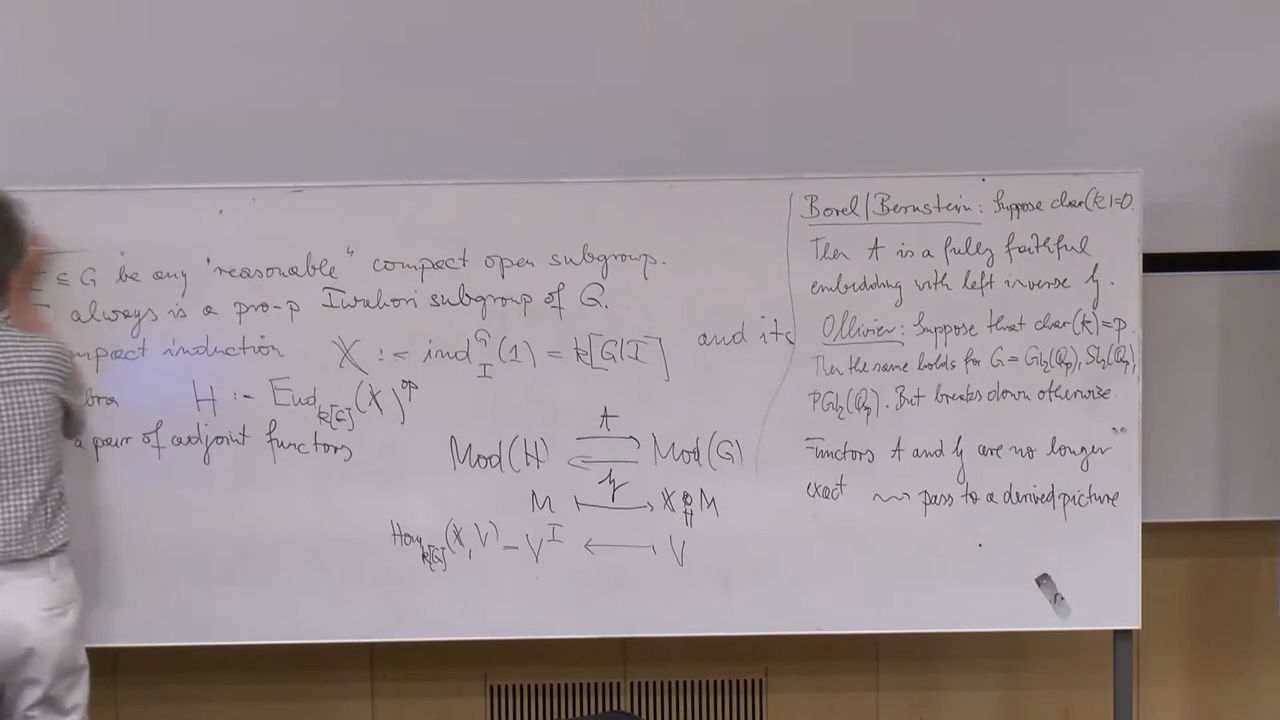 ⊆ G be any "reasonable" compact open subgroup.
always is a pro-p Iwahori subgroup of G.
mpact induction X := ind_I^G(1) = k[G/I] and its
bra H := End_{k[G]}(X)^{op}
a pair of adjoint functors
Mod(H) ⇄ Mod(G)
M ↦ X ⊗_H M
Hom_{k[G]}(X,V) = V^I ⟵ V
Borel/Bernstein: Suppose char(k)=0.
Then A is a fully faithful
embedding with left inverse h.
Ollivier: Suppose that char(k)=p.
Then the same holds for G = GL_2(Q_p), SL_2(Q_p),
PGL_2(Q_p). But breaks down otherwise.
Functors A and h are no longer
exact ⇝ pass to a derived picture